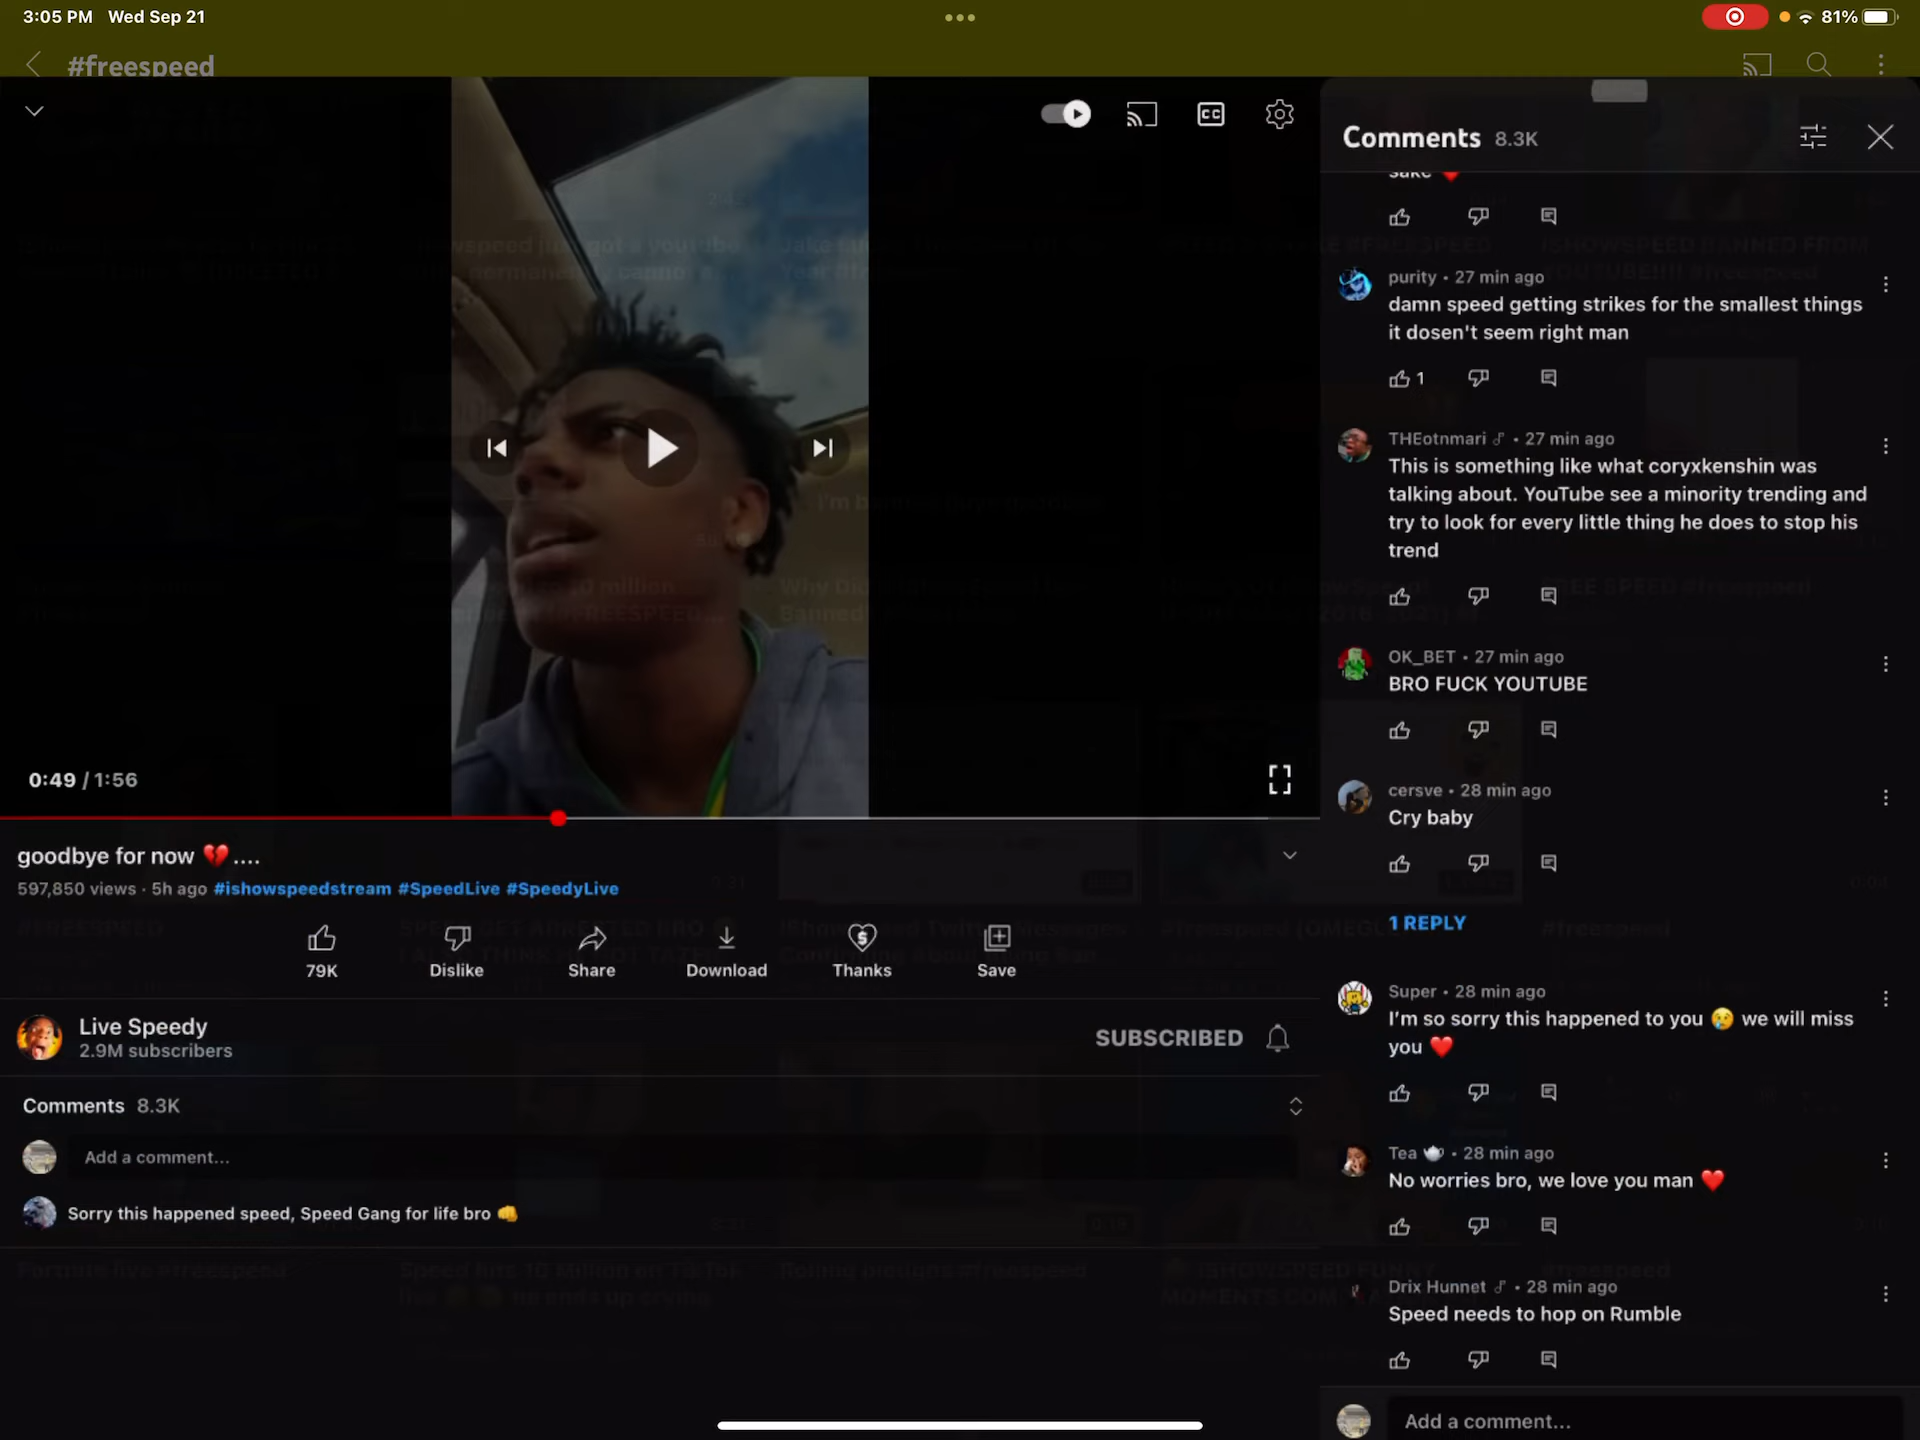 3:05 PM Wed Sep 21
81%
#freespeed
CC
0:49 / 1:56
goodbye for now 💔....
597,850 views · 5h ago #ishowspeedstream #SpeedLive #SpeedyLive
79K
Dislike
Share
Download
Thanks
Save
Live Speedy
2.9M subscribers
SUBSCRIBED
Comments 8.3K
Add a comment...
Sorry this happened speed, Speed Gang for life bro 👊
Comments 8.3K
sake ❤️
purity • 27 min ago
damn speed getting strikes for the smallest things
it dosen't seem right man
1
THEotnmari • 27 min ago
This is something like what coryxkenshin was
talking about. YouTube see a minority trending and
try to look for every little thing he does to stop his
trend
OK_BET • 27 min ago
BRO FUCK YOUTUBE
cersve • 28 min ago
Cry baby
1 REPLY
Super • 28 min ago
I'm so sorry this happened to you 😢 we will miss
you ❤️
Tea 🫖 • 28 min ago
No worries bro, we love you man ❤️
Drix Hunnet • 28 min ago
Speed needs to hop on Rumble
Add a comment...